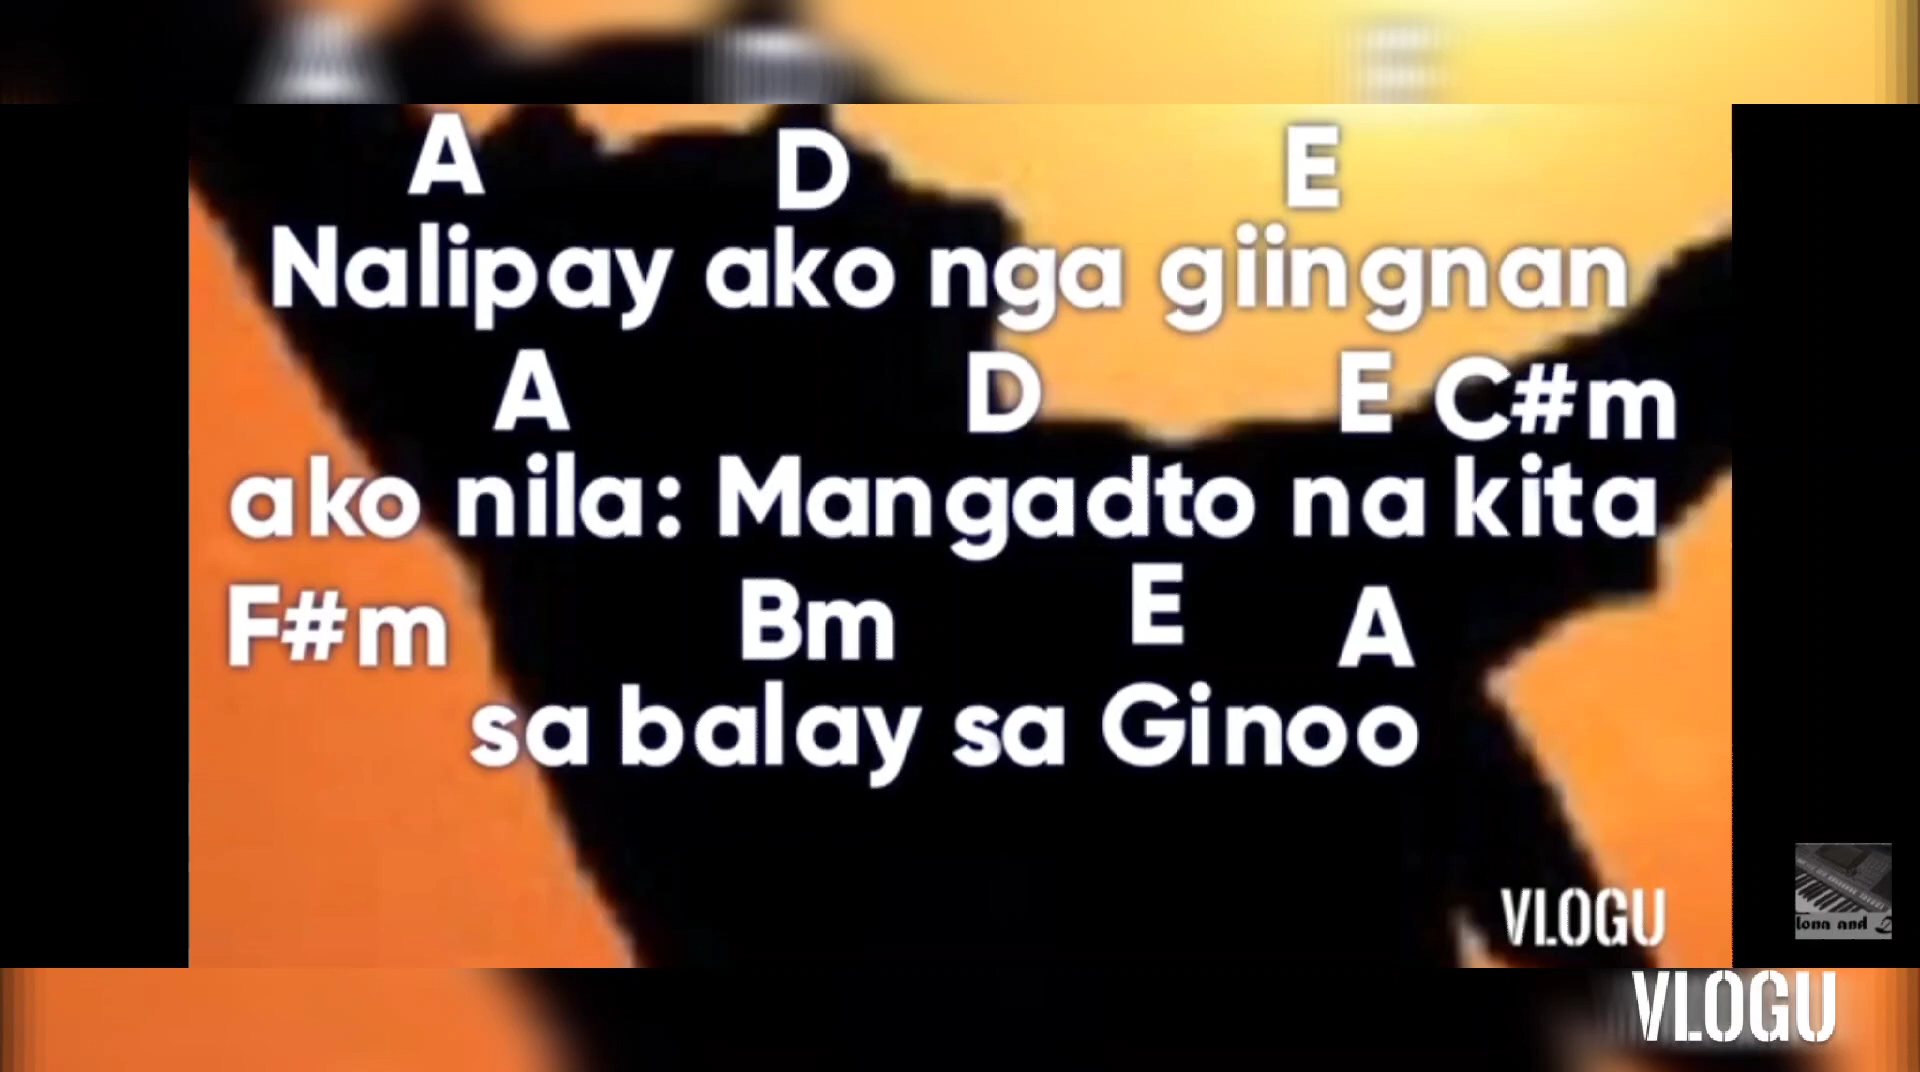 A D E
Nalipay ako nga giingnan
A D E C#m
ako nila: Mangadto na kita
F#m Bm E A
sa balay sa Ginoo
VLOGU
VLOGU